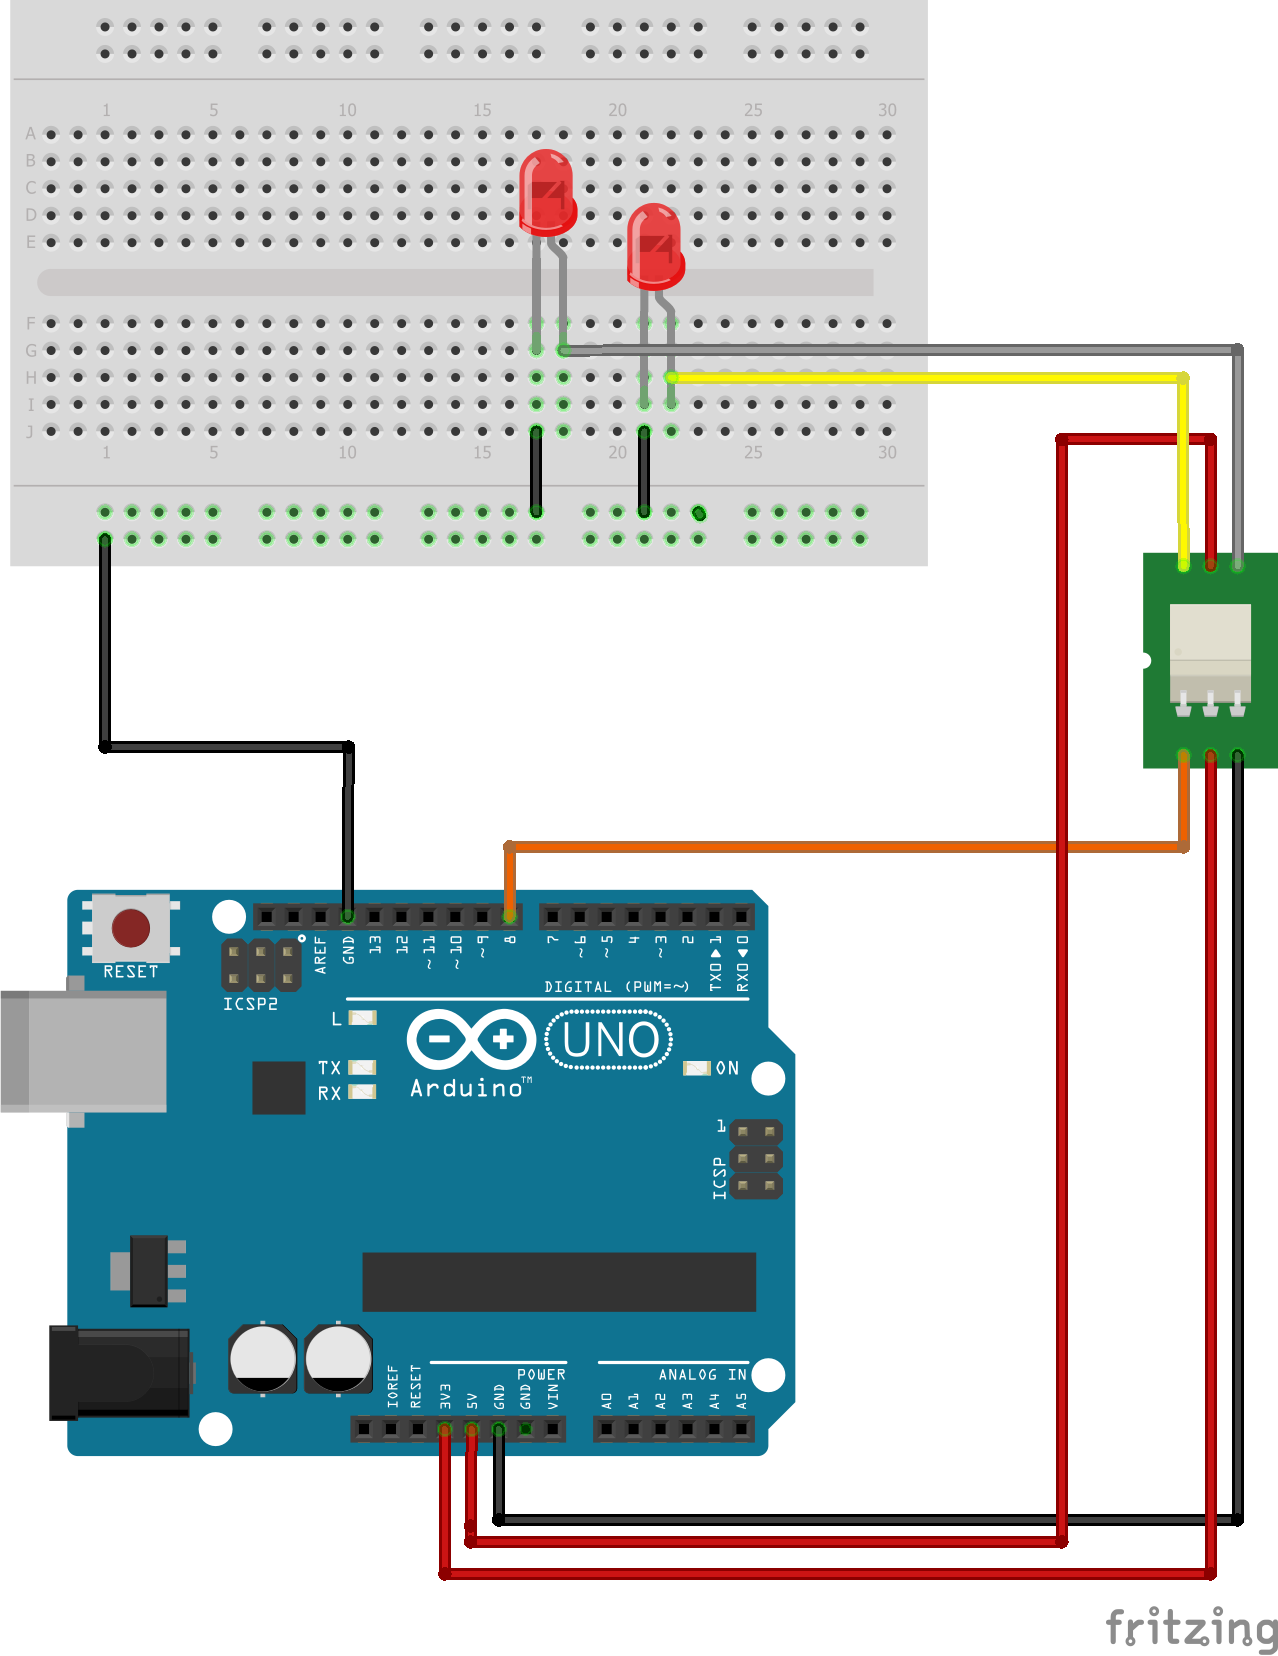 1 5 10 15 20 25 30
A
B
C
D
E
F
G
H
I
J
1 5 10 15 20 25 30
RESET
ICSP2
AREF
GND
13
12
~11
~10
~9
8
7
~6
~5
4
~3
2
TX0▶1
RX0◀0
DIGITAL (PWM=~)
L
TX
RX
UNO
Arduino™
ON
1
ICSP
POWER
ANALOG IN
IOREF
RESET
3V3
5V
GND
GND
VIN
A0
A1
A2
A3
A4
A5
fritzing